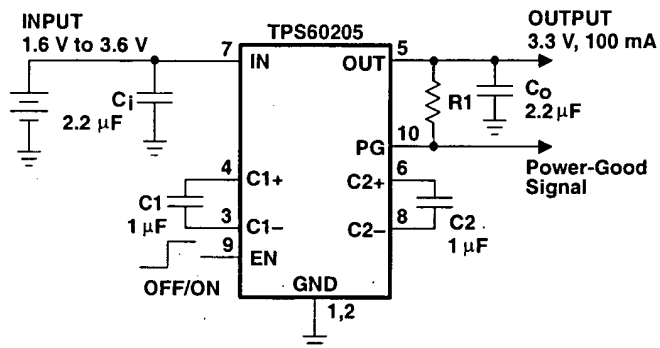 INPUT
1.6 V to 3.6 V
TPS60205
OUTPUT
3.3 V, 100 mA
7
IN
OUT
5
Ci
2.2 µF
R1
Co
2.2 µF
PG
10
Power-Good
Signal
4
C1+
C2+
6
C1
1 µF
3
C1–
C2–
8
C2
1 µF
9
EN
OFF/ON
GND
1,2